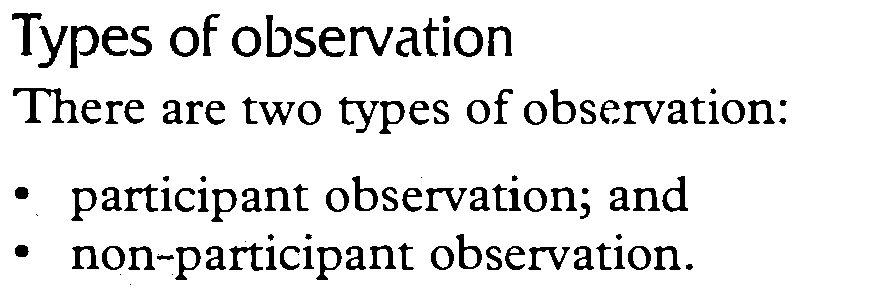 Types of observation
There are two types of observation:
• participant observation; and
• non-participant observation.